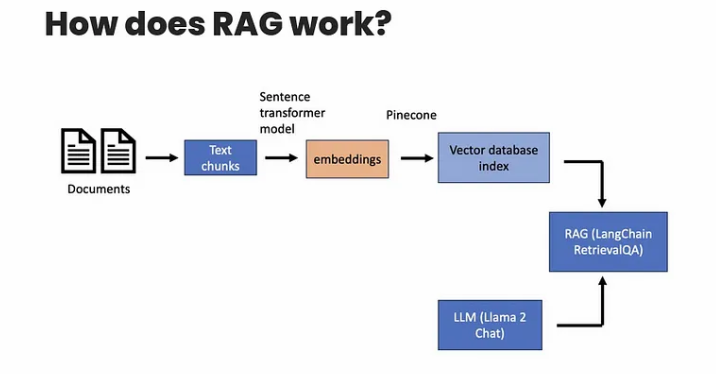 How does RAG work?
Sentence
transformer
model
Pinecone
Text
chunks
embeddings
Vector database
index
Documents
RAG (LangChain
RetrievalQA)
LLM (Llama 2
Chat)